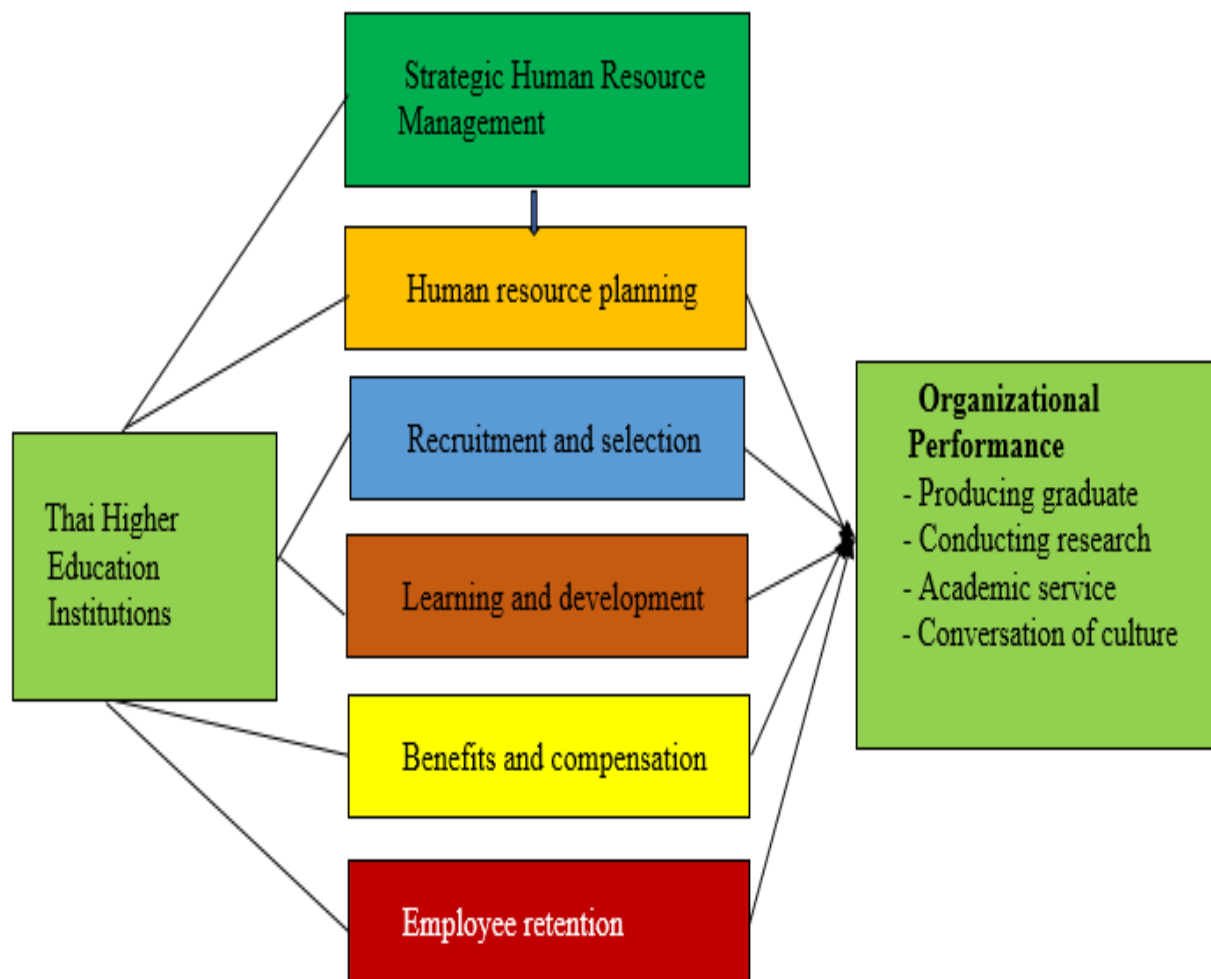 Strategic Human Resource
Management
Human resource planning
Recruitment and selection
Thai Higher
Education
Institutions
Learning and development
Benefits and compensation
Employee retention
Organizational
Performance
- Producing graduate
- Conducting research
- Academic service
- Conversation of culture